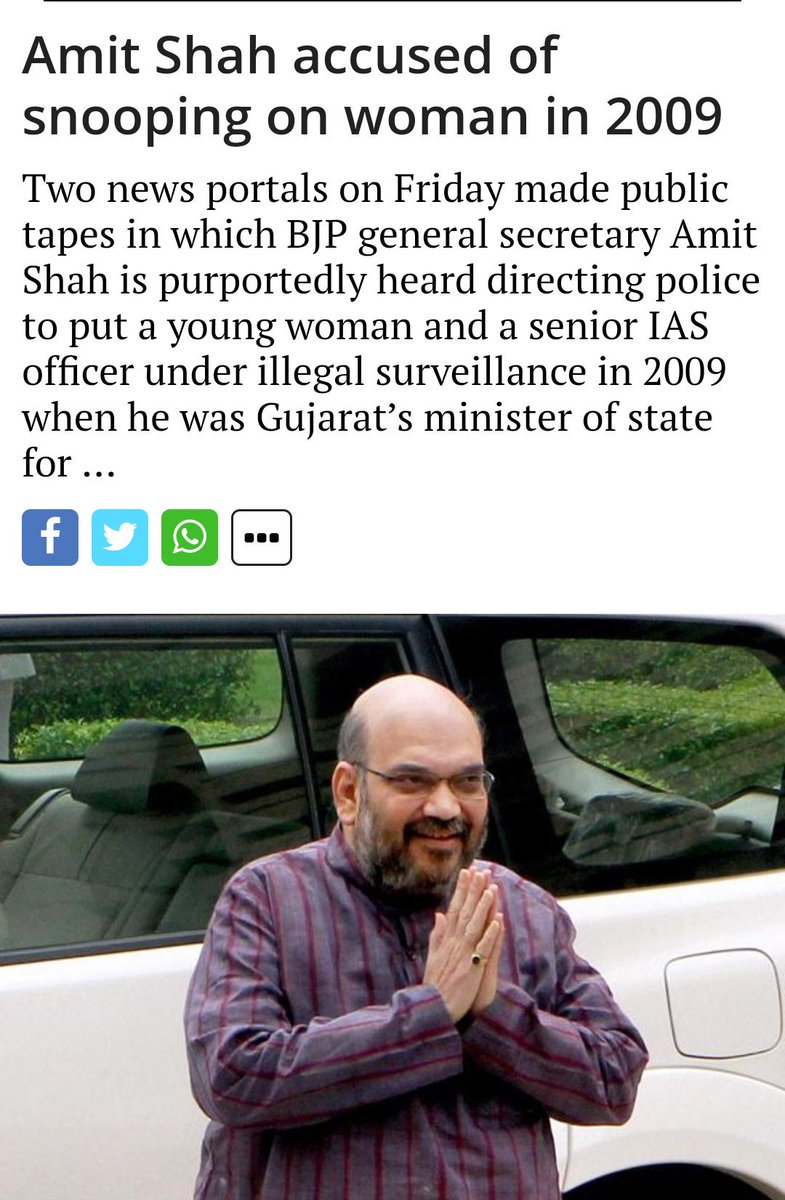 Amit Shah accused of
snooping on woman in 2009
Two news portals on Friday made public
tapes in which BJP general secretary Amit
Shah is purportedly heard directing police
to put a young woman and a senior IAS
officer under illegal surveillance in 2009
when he was Gujarat’s minister of state
for ...